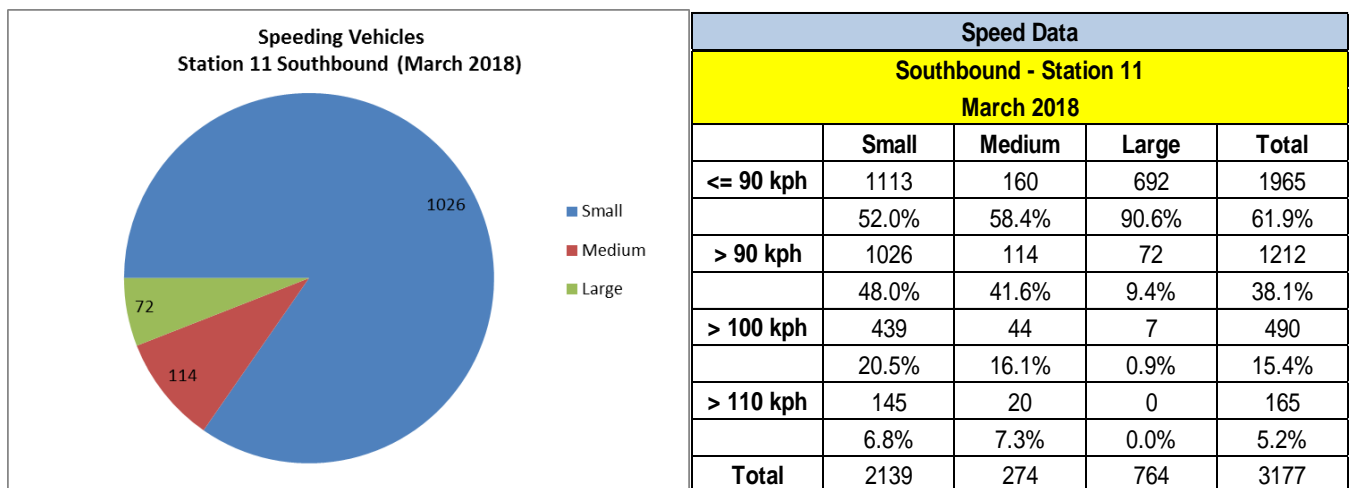 Speeding Vehicles
Station 11 Southbound (March 2018)
1026
72
114
Small
Medium
Large
Speed Data
Southbound - Station 11
March 2018
Small Medium Large Total
<= 90 kph 1113 160 692 1965
52.0% 58.4% 90.6% 61.9%
> 90 kph 1026 114 72 1212
48.0% 41.6% 9.4% 38.1%
> 100 kph 439 44 7 490
20.5% 16.1% 0.9% 15.4%
> 110 kph 145 20 0 165
6.8% 7.3% 0.0% 5.2%
Total 2139 274 764 3177